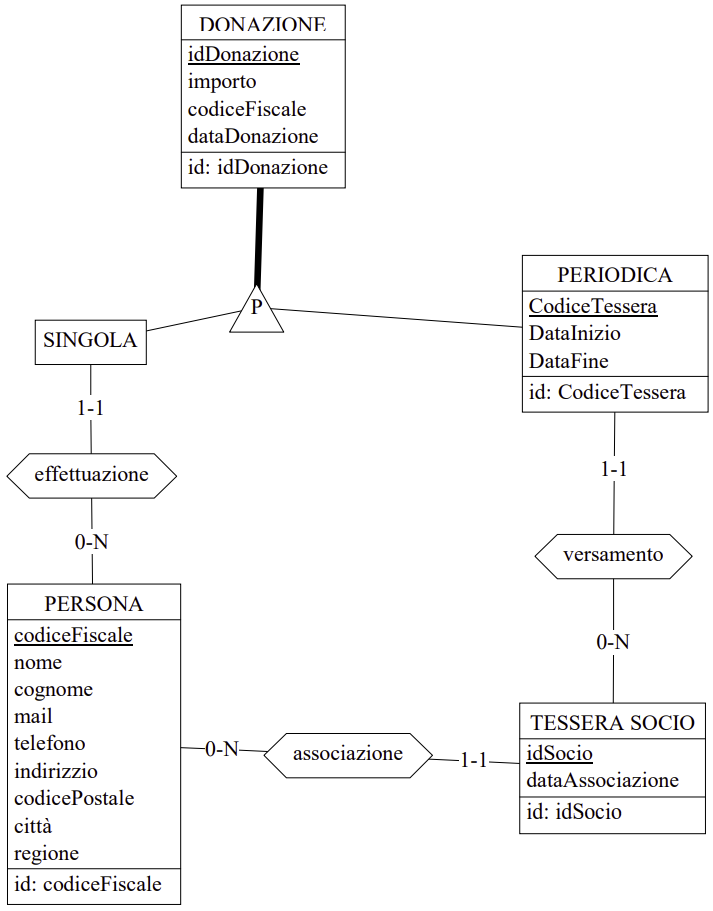 DONAZIONE
idDonazione
importo
codiceFiscale
dataDonazione
id: idDonazione
P
SINGOLA
PERIODICA
CodiceTessera
DataInizio
DataFine
id: CodiceTessera
1-1
effettuazione
0-N
1-1
versamento
0-N
PERSONA
codiceFiscale
nome
cognome
mail
telefono
indirizzio
codicePostale
città
regione
id: codiceFiscale
0-N
associazione
1-1
TESSERA SOCIO
idSocio
dataAssociazione
id: idSocio